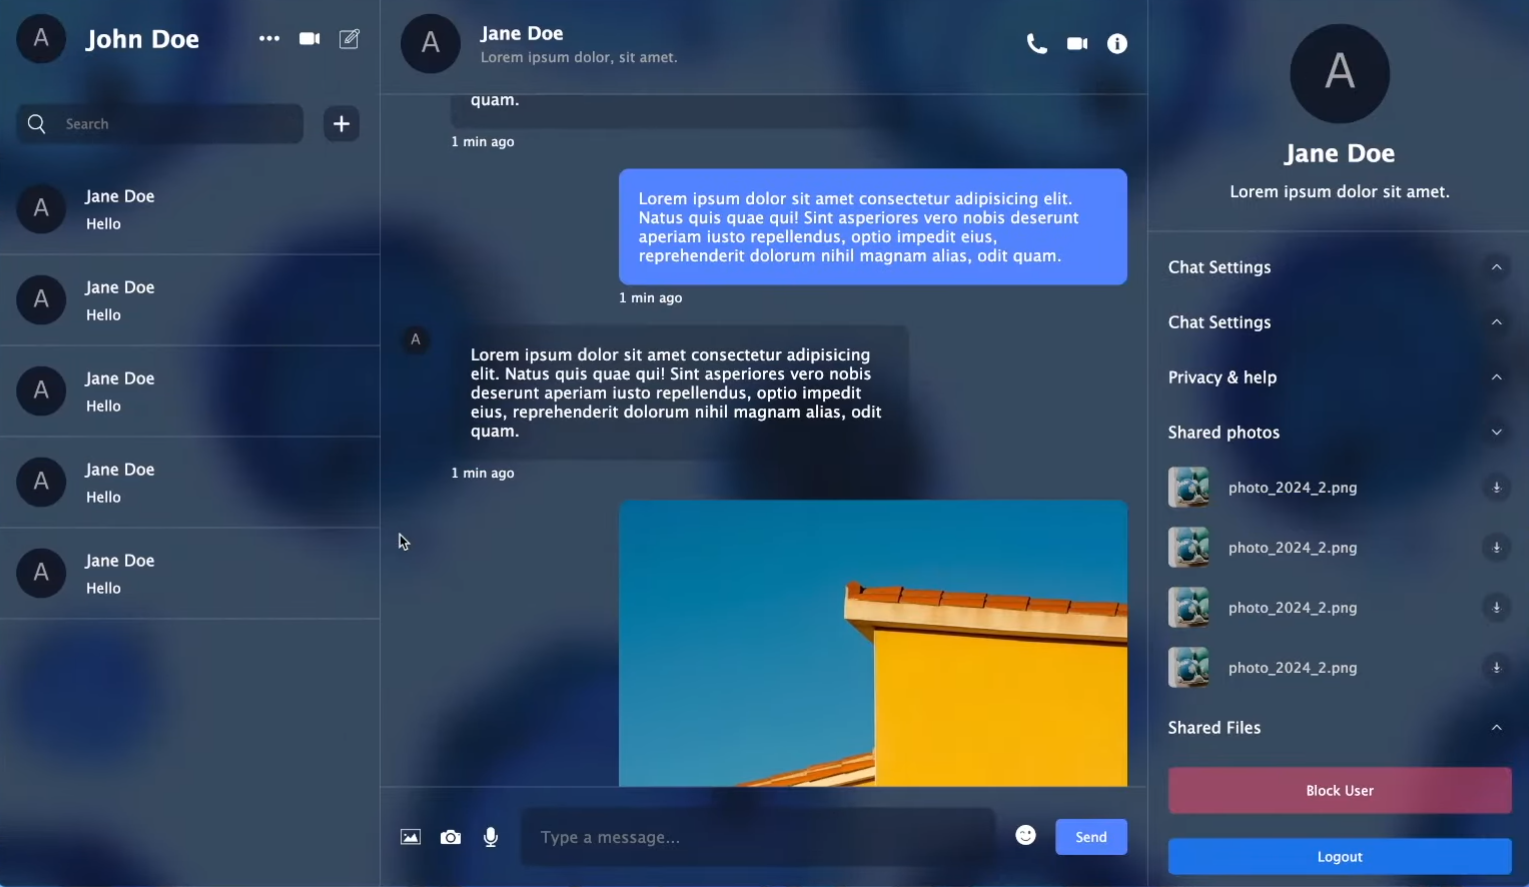 A
John Doe
Search
A
Jane Doe
Hello
A
Jane Doe
Hello
A
Jane Doe
Hello
A
Jane Doe
Hello
A
Jane Doe
Hello
A
Jane Doe
Lorem ipsum dolor, sit amet.
quam.
1 min ago
Lorem ipsum dolor sit amet consectetur adipisicing elit.
Natus quis quae qui! Sint asperiores vero nobis deserunt
aperiam iusto repellendus, optio impedit eius,
reprehenderit dolorum nihil magnam alias, odit quam.
1 min ago
A
Lorem ipsum dolor sit amet consectetur adipisicing
elit. Natus quis quae qui! Sint asperiores vero nobis
deserunt aperiam iusto repellendus, optio impedit
eius, reprehenderit dolorum nihil magnam alias, odit
quam.
1 min ago
Type a message...
Send
A
Jane Doe
Lorem ipsum dolor sit amet.
Chat Settings
Chat Settings
Privacy & help
Shared photos
photo_2024_2.png
photo_2024_2.png
photo_2024_2.png
photo_2024_2.png
Shared Files
Block User
Logout